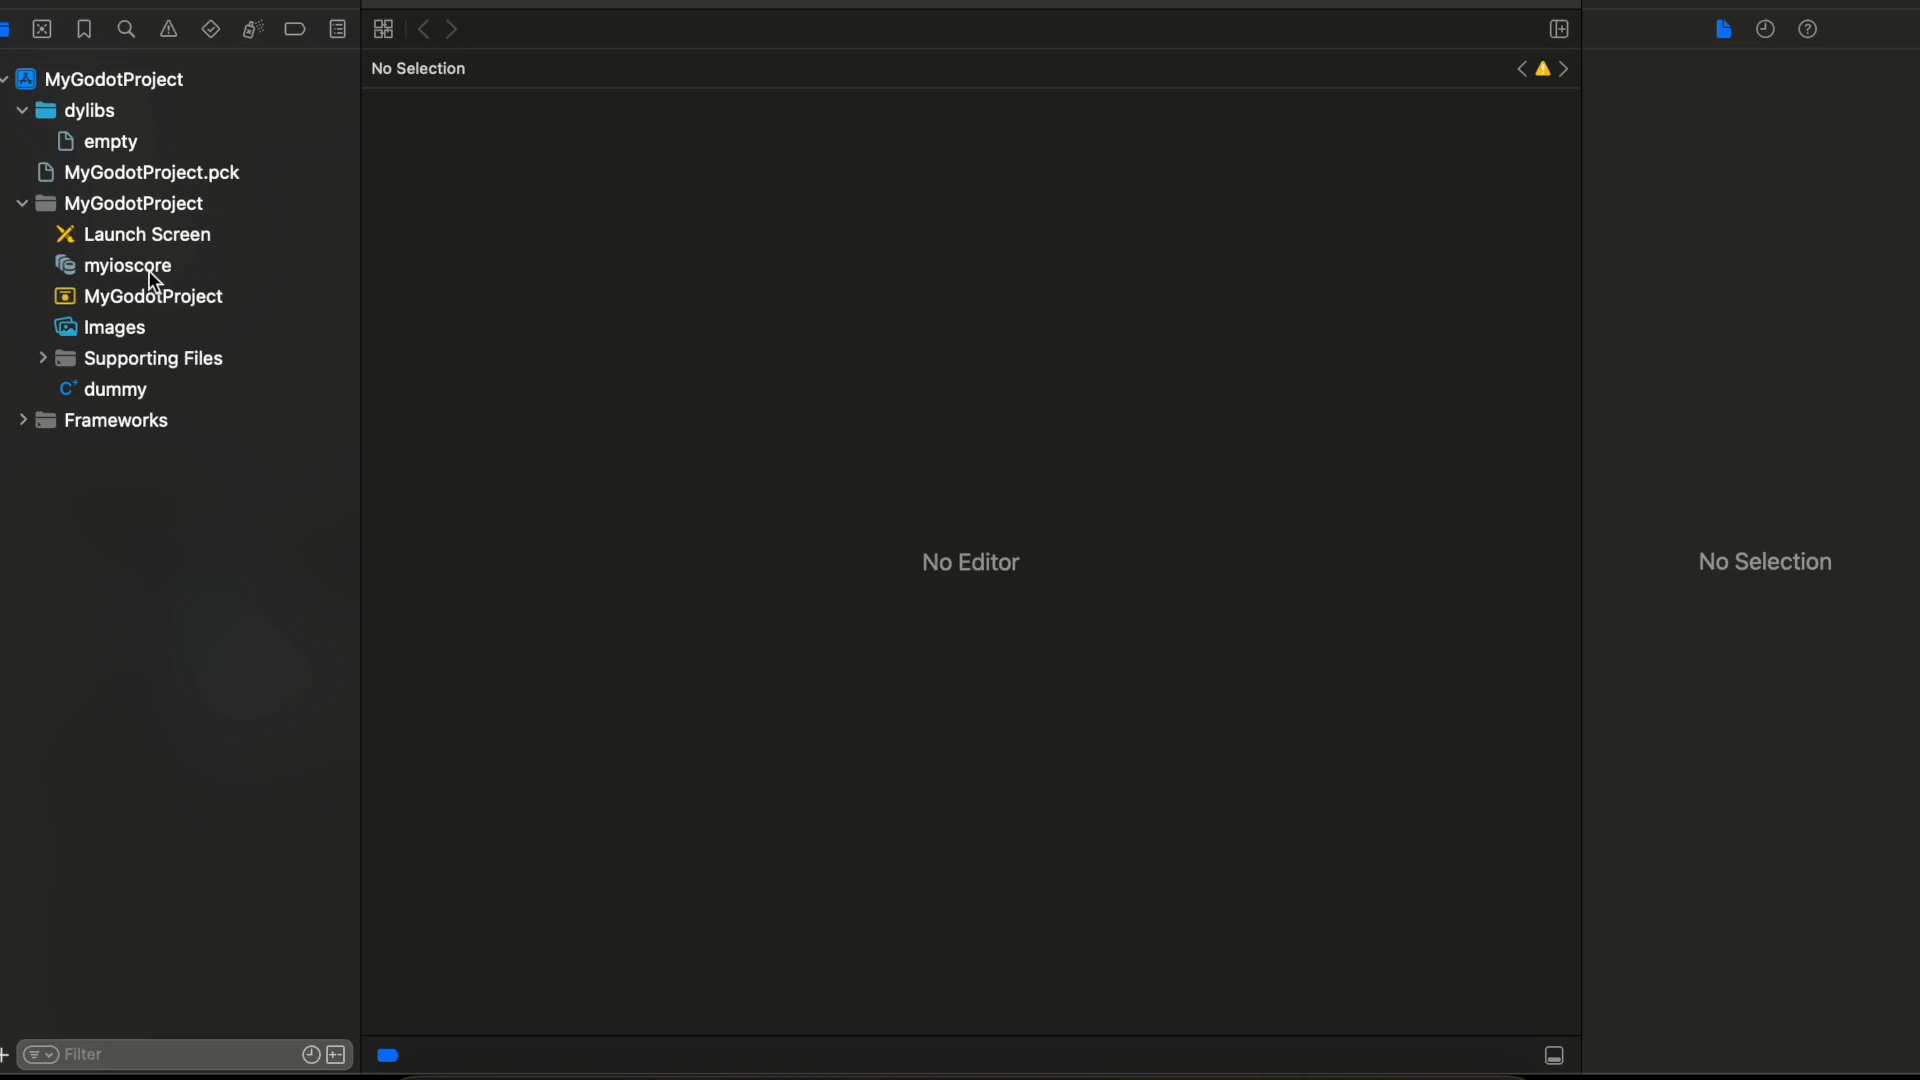 No Selection
MyGodotProject
dylibs
empty
MyGodotProject.pck
MyGodotProject
Launch Screen
myioscore
MyGodotProject
Images
Supporting Files
dummy
Frameworks
No Editor
No Selection
Filter